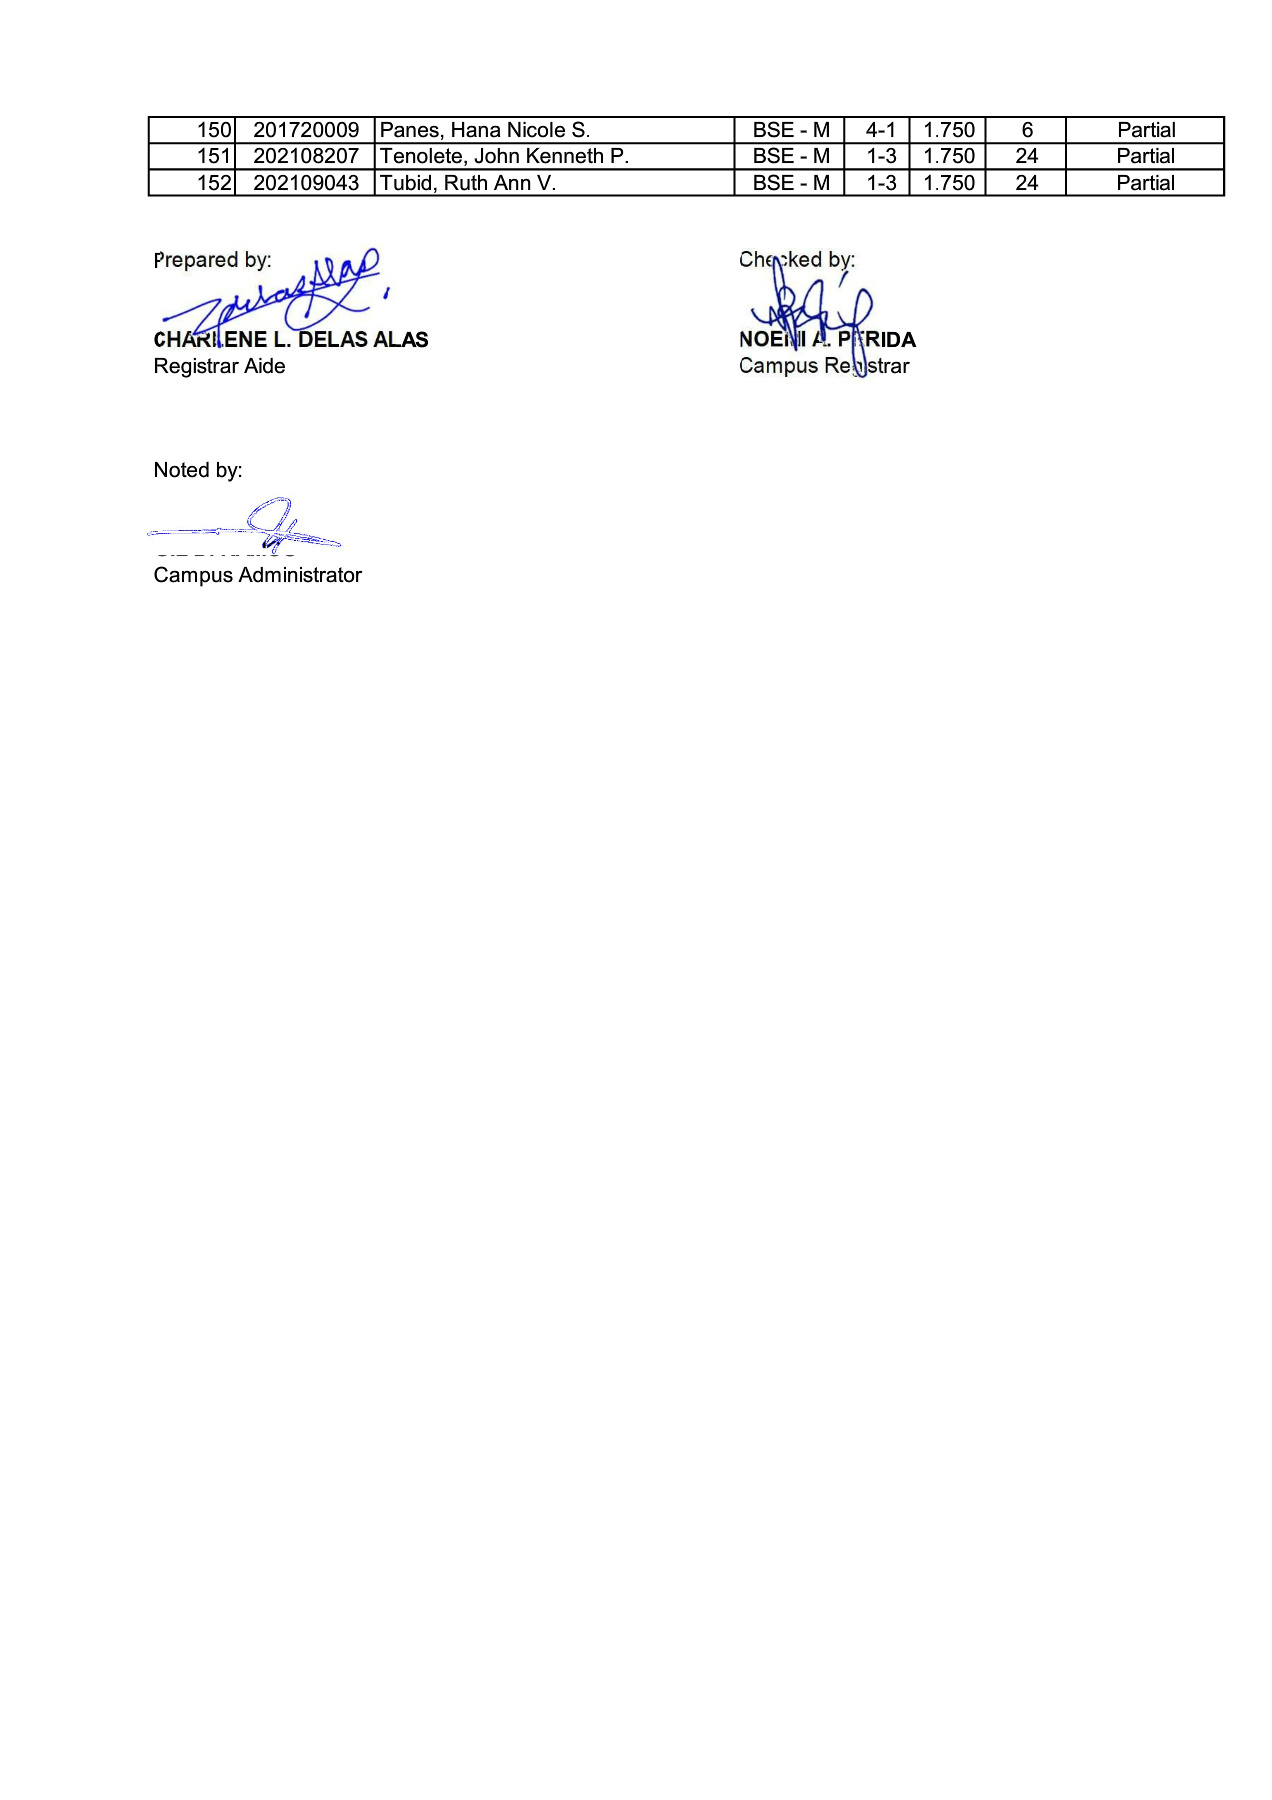 150 201720009 Panes, Hana Nicole S. BSE - M 4-1 1.750 6 Partial
151 202108207 Tenolete, John Kenneth P. BSE - M 1-3 1.750 24 Partial
152 202109043 Tubid, Ruth Ann V. BSE - M 1-3 1.750 24 Partial
Prepared by: Checked by:
CHARLENE L. DELAS ALAS NOEMI A. PERIDA
Registrar Aide Campus Registrar
Noted by:
Campus Administrator